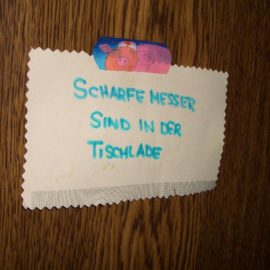 SCHARFE MESSER
SIND IN DER
TISCHLADE